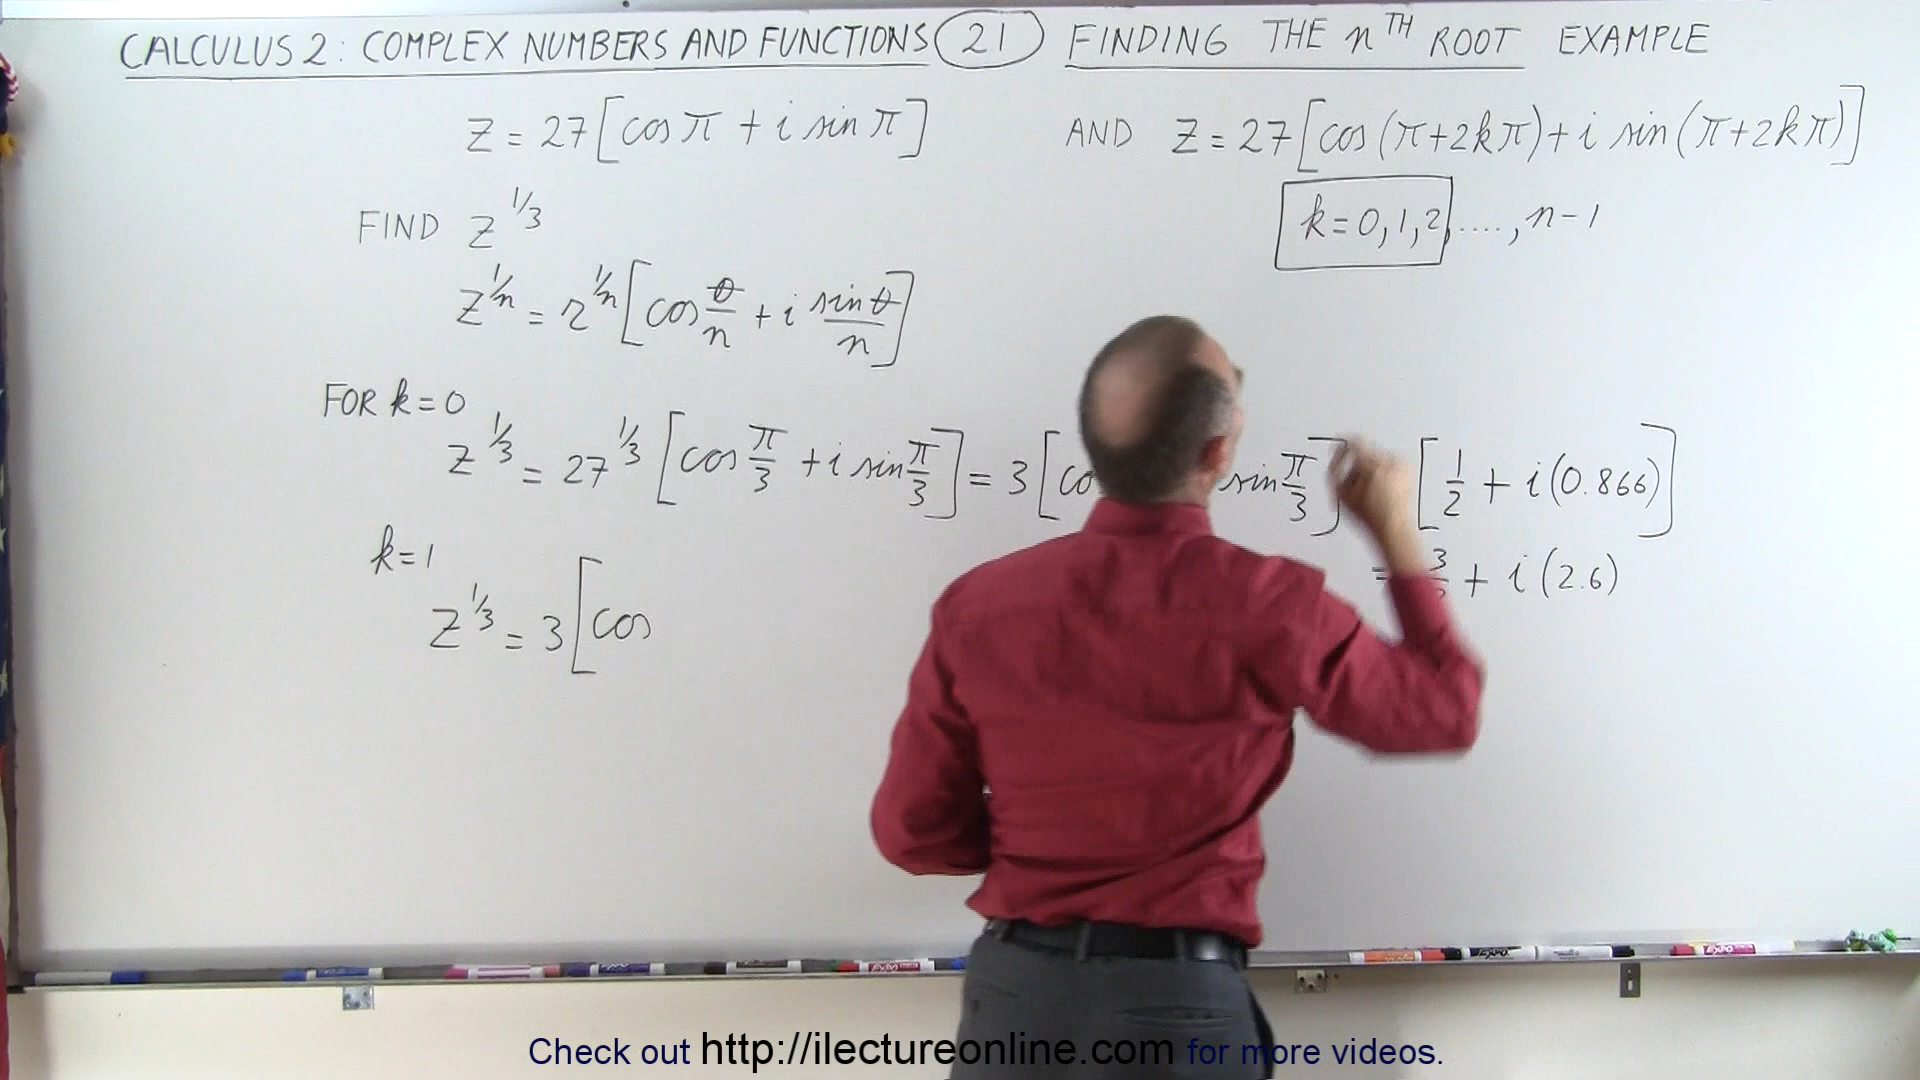 CALCULUS 2: COMPLEX NUMBERS AND FUNCTIONS 21 FINDING THE nTH ROOT EXAMPLE
z = 27 [cos π + i sin π] AND z = 27 [cos (π+2kπ) + i sin (π+2kπ)]
k = 0, 1, 2, ...., n-1
FIND z^1/3
z^1/n = r^1/n [cos θ/n + i sin θ/n]
FOR k = 0
z^1/3 = 27^1/3 [cos π/3 + i sin π/3] = 3 [co sin π/3] [1/2 + i (0.866)]
= 3 + i (2.6)
k = 1
z^1/3 = 3 [cos
EXPO
Check out http://ilectureonline.com for more videos.